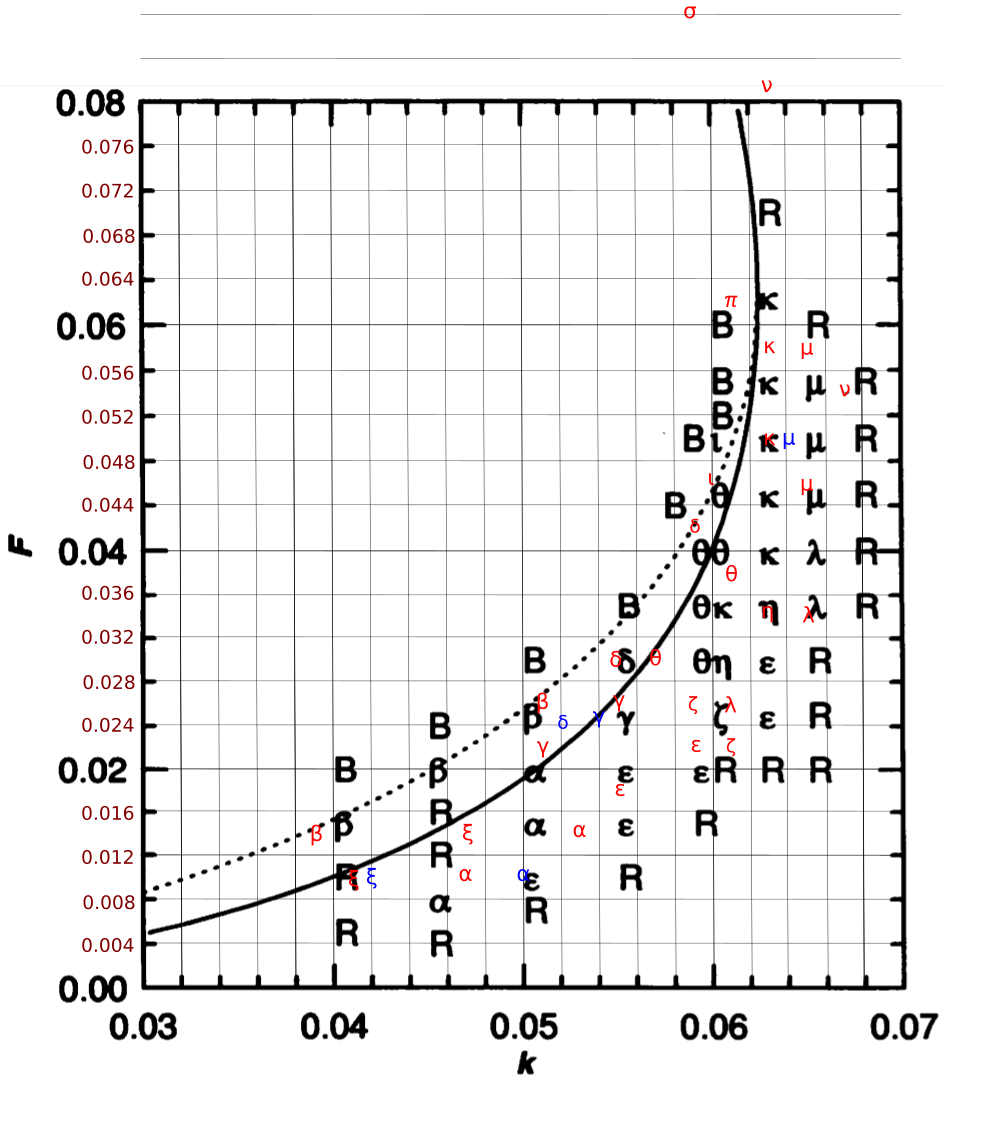 σ
ν
0.08
0.076
0.072
R
0.068
0.064
π κ
0.06 B R
κ μ
0.056
B κ μ ν R
0.052 B
B ι κ κ μ μ R
0.048
ι μ
0.044 B θ κ μ R
δ
F 0.04 θθ κ λ R
θ
0.036
B θκ η η λ λ R
0.032
B δ δ θ θη ε R
0.028
β γ ζ λ
0.024 B β δ γ γ ζ ε R
γ ε ζ
0.02 B β α ε εR R R
ε
0.016 R
β β ξ α α ε R
0.012 R
R ξ ξ α α ε R
0.008 α R
R
0.004 R
0.00
0.03 0.04 0.05 0.06 0.07
k